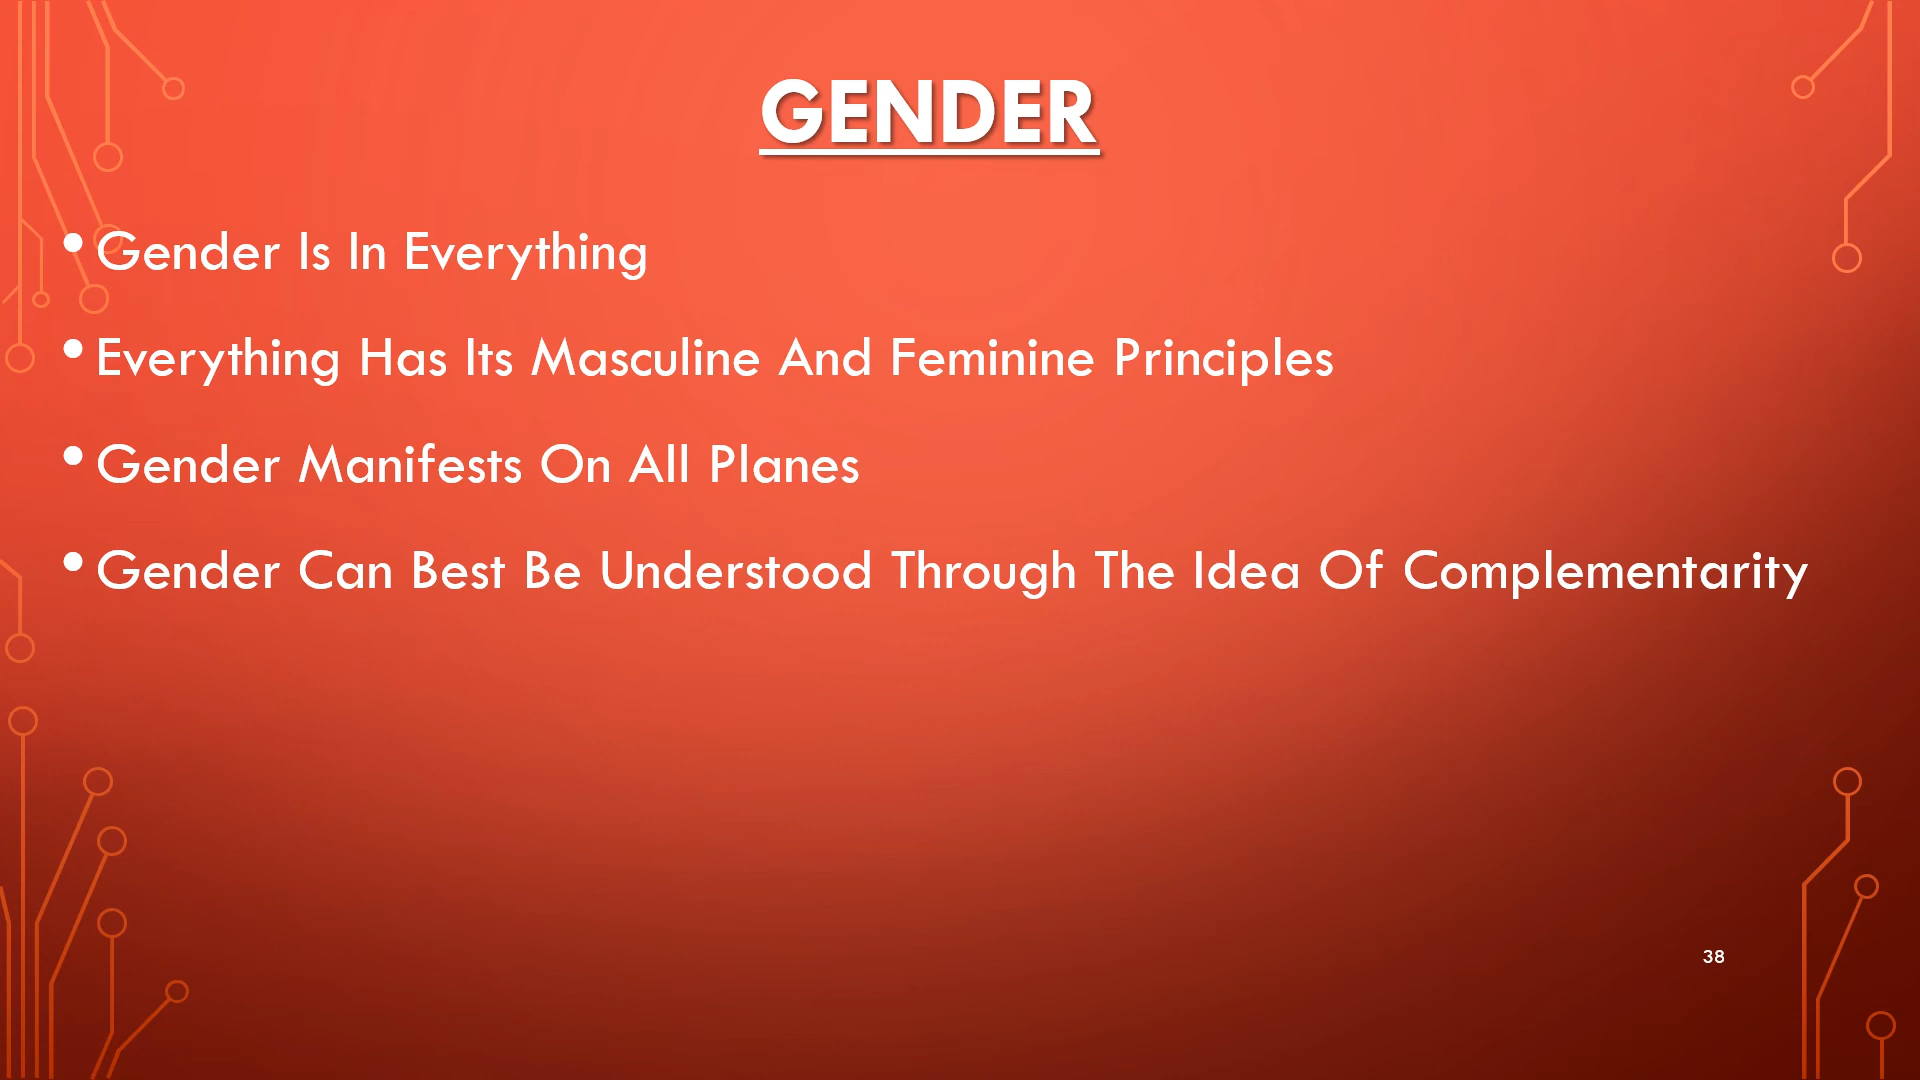 GENDER
• Gender Is In Everything
• Everything Has Its Masculine And Feminine Principles
• Gender Manifests On All Planes
• Gender Can Best Be Understood Through The Idea Of Complementarity
38